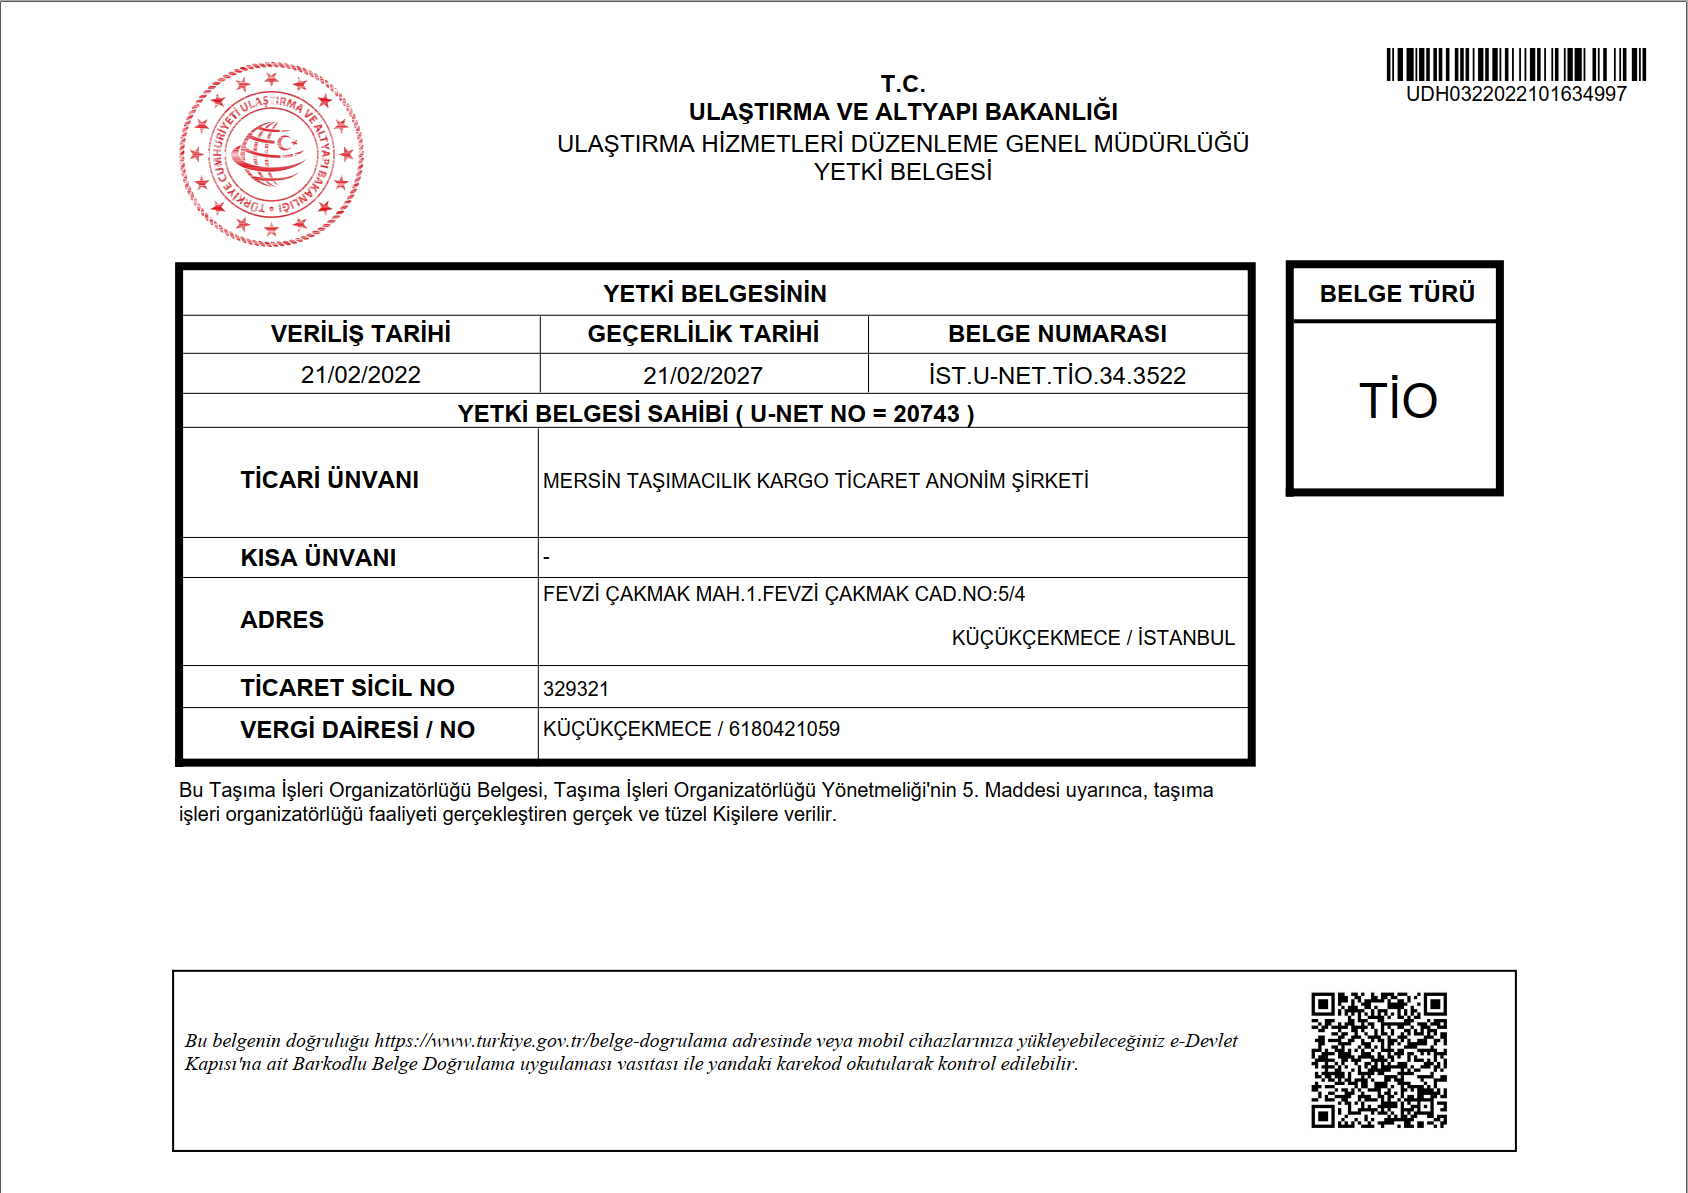 T.C.
ULAŞTIRMA VE ALTYAPI BAKANLIĞI
ULAŞTIRMA HİZMETLERİ DÜZENLEME GENEL MÜDÜRLÜĞÜ
YETKİ BELGESİ
UDH0322022101634997
TÜRKİYE CUMHURİYETİ ULAŞTIRMA VE ALTYAPI BAKANLIĞI
YETKİ BELGESİNİN
VERİLİŞ TARİHİ GEÇERLİLİK TARİHİ BELGE NUMARASI
21/02/2022 21/02/2027 İST.U-NET.TİO.34.3522
YETKİ BELGESİ SAHİBİ ( U-NET NO = 20743 )
TİCARİ ÜNVANI MERSİN TAŞIMACILIK KARGO TİCARET ANONİM ŞİRKETİ
KISA ÜNVANI -
ADRES FEVZİ ÇAKMAK MAH.1.FEVZİ ÇAKMAK CAD.NO:5/4
KÜÇÜKÇEKMECE / İSTANBUL
TİCARET SİCİL NO 329321
VERGİ DAİRESİ / NO KÜÇÜKÇEKMECE / 6180421059
BELGE TÜRÜ
TİO
Bu Taşıma İşleri Organizatörlüğü Belgesi, Taşıma İşleri Organizatörlüğü Yönetmeliği'nin 5. Maddesi uyarınca, taşıma
işleri organizatörlüğü faaliyeti gerçekleştiren gerçek ve tüzel Kişilere verilir.
Bu belgenin doğruluğu https://www.turkiye.gov.tr/belge-dogrulama adresinde veya mobil cihazlarınıza yükleyebileceğiniz e-Devlet
Kapısı'na ait Barkodlu Belge Doğrulama uygulaması vasıtası ile yandaki karekod okutularak kontrol edilebilir.